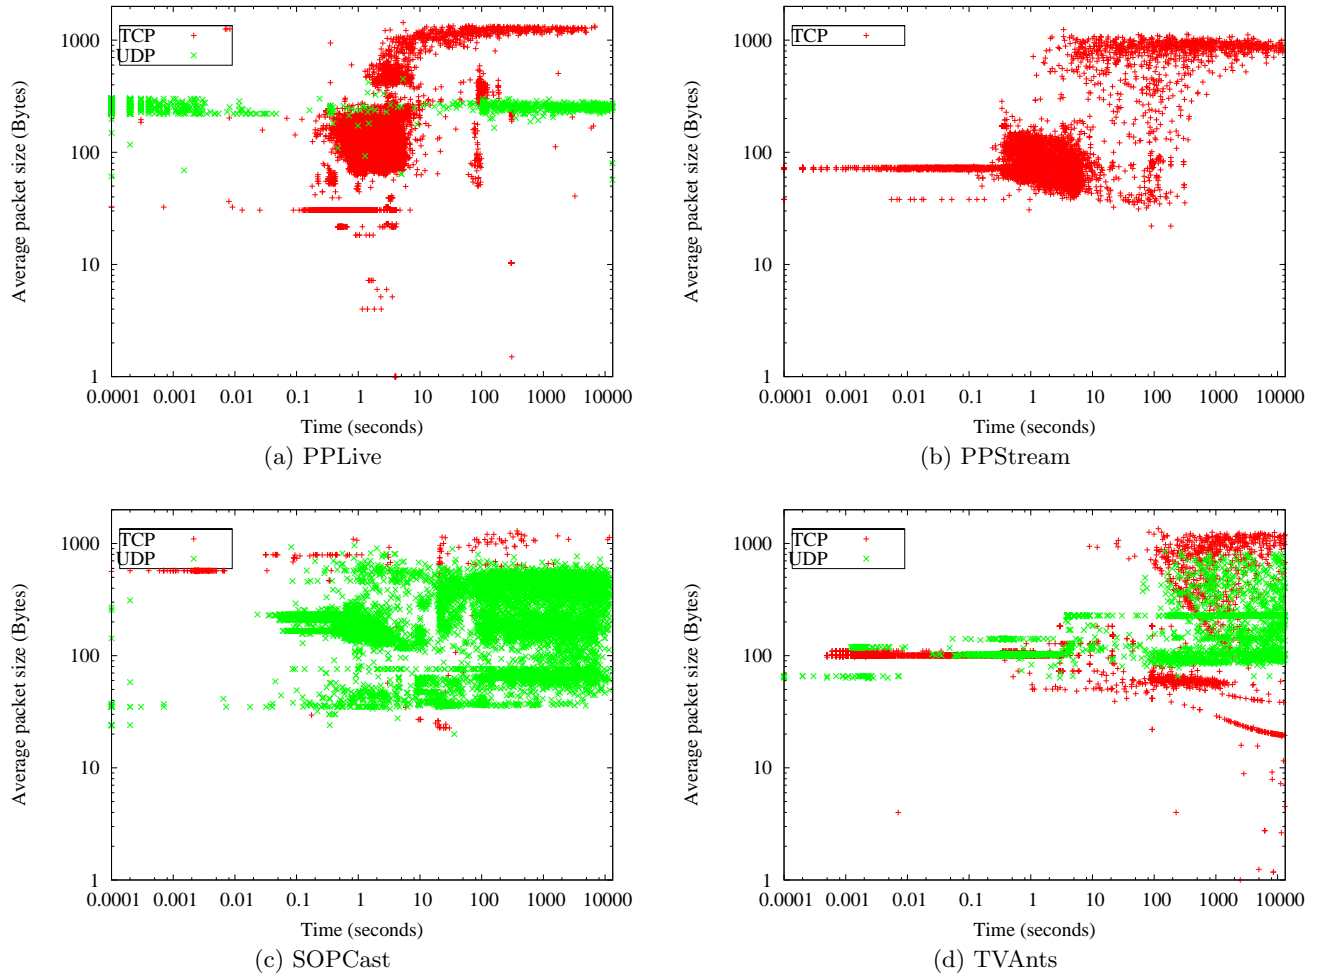 1000
100
10
1
Average packet size (Bytes)
TCP
UDP
0.0001 0.001 0.01 0.1 1 10 100 1000 10000
Time (seconds)
(a) PPLive
1000
100
10
1
Average packet size (Bytes)
TCP
0.0001 0.001 0.01 0.1 1 10 100 1000 10000
Time (seconds)
(b) PPStream
1000
100
10
1
Average packet size (Bytes)
TCP
UDP
0.0001 0.001 0.01 0.1 1 10 100 1000 10000
Time (seconds)
(c) SOPCast
1000
100
10
1
Average packet size (Bytes)
TCP
UDP
0.0001 0.001 0.01 0.1 1 10 100 1000 10000
Time (seconds)
(d) TVAnts